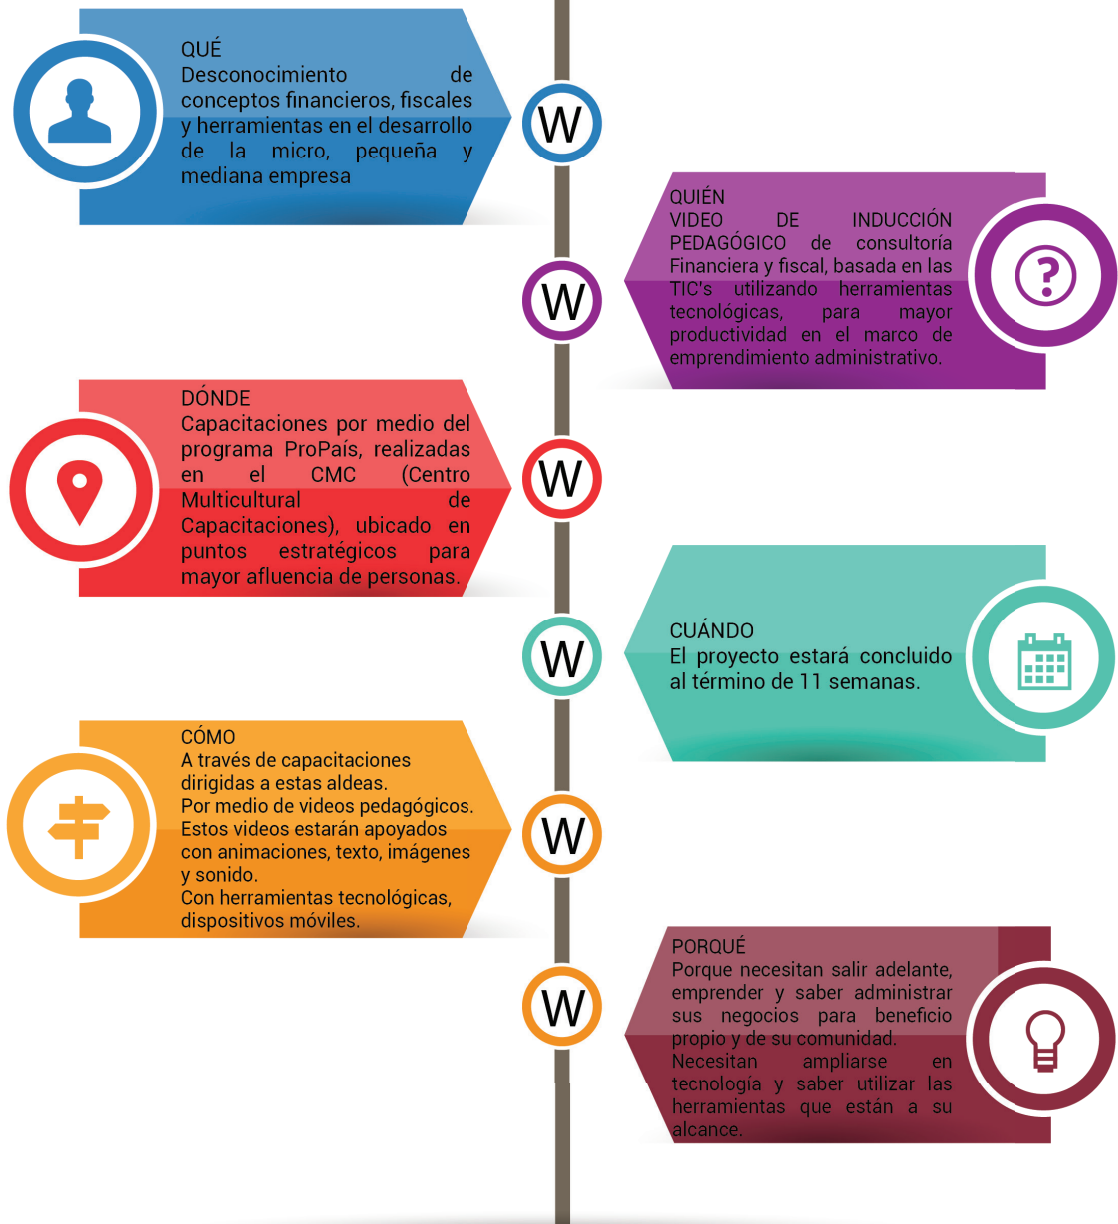 QUÉ
Desconocimiento de
conceptos financieros, fiscales
y herramientas en el desarrollo
de la micro, pequeña y
mediana empresa
W
QUIÉN
VIDEO DE INDUCCIÓN
PEDAGÓGICO de consultoría
Financiera y fiscal, basada en las
TIC's utilizando herramientas
tecnológicas, para mayor
productividad en el marco de
emprendimiento administrativo.
W
DÓNDE
Capacitaciones por medio del
programa ProPaís, realizadas
en el CMC (Centro
Multicultural de
Capacitaciones), ubicado en
puntos estratégicos para
mayor afluencia de personas.
W
CUÁNDO
El proyecto estará concluido
al término de 11 semanas.
W
CÓMO
A través de capacitaciones
dirigidas a estas aldeas.
Por medio de videos pedagógicos.
Estos videos estarán apoyados
con animaciones, texto, imágenes
y sonido.
Con herramientas tecnológicas,
dispositivos móviles.
W
PORQUÉ
Porque necesitan salir adelante,
emprender y saber administrar
sus negocios para beneficio
propio y de su comunidad.
Necesitan ampliarse en
tecnología y saber utilizar las
herramientas que están a su
alcance.
W